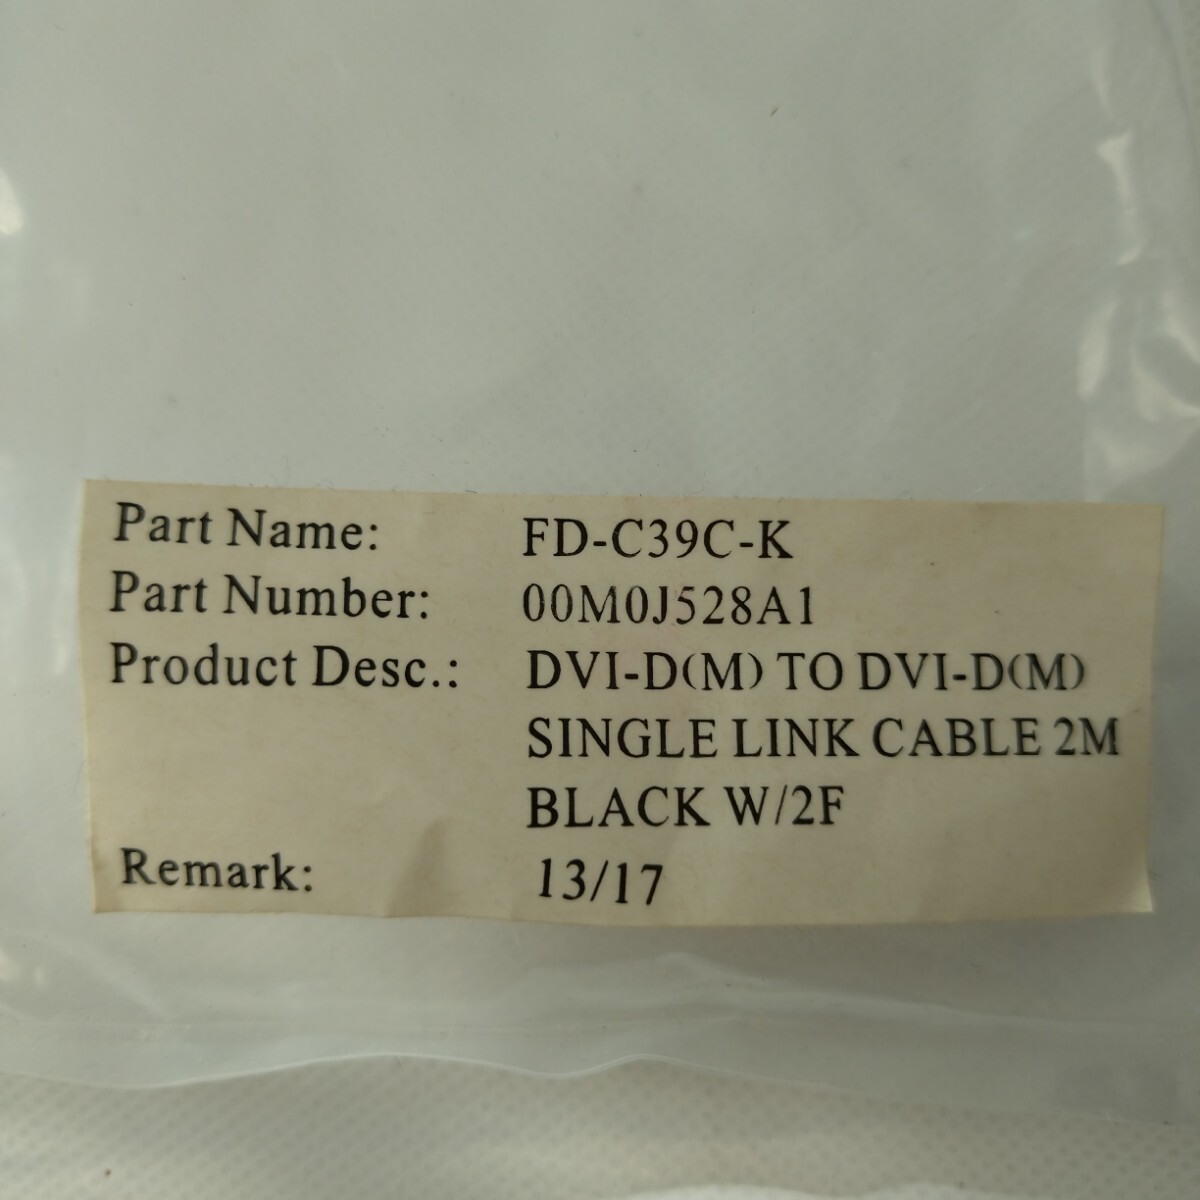 Part Name: FD-C39C-K
Part Number: 00M0J528A1
Product Desc.: DVI-D(M) TO DVI-D(M)
SINGLE LINK CABLE 2M
BLACK W/2F
Remark: 13/17